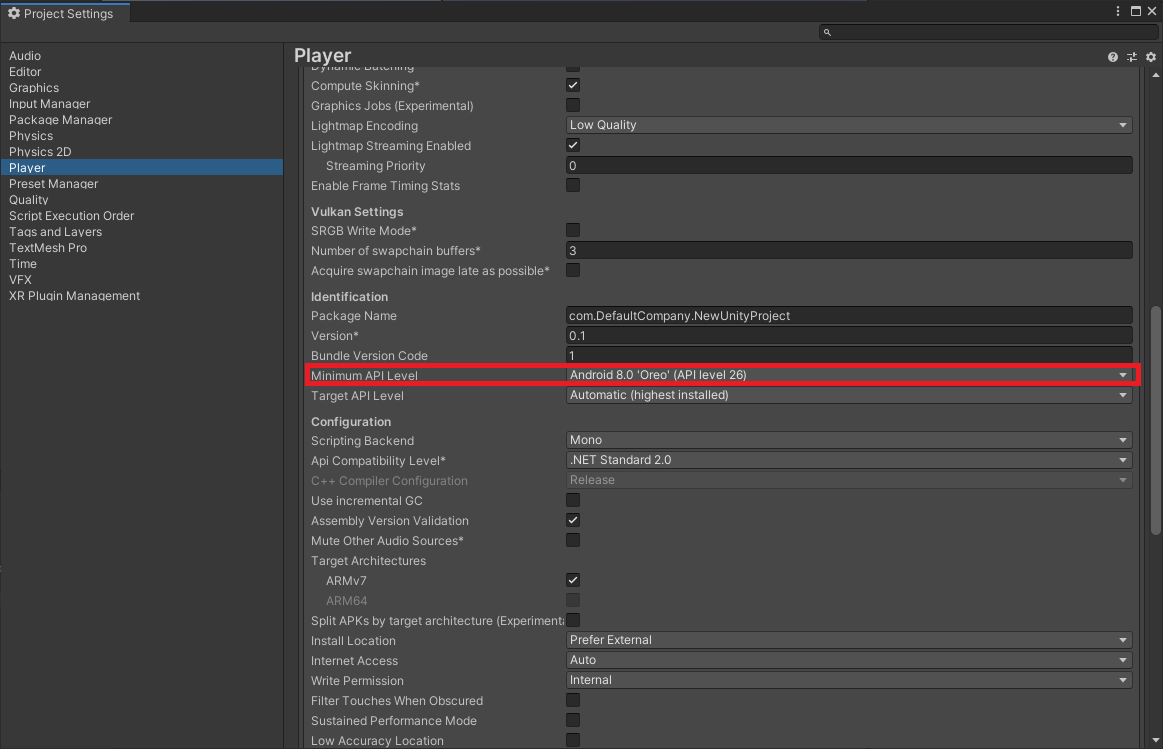 Project Settings
Audio
Editor
Graphics
Input Manager
Package Manager
Physics
Physics 2D
Player
Preset Manager
Quality
Script Execution Order
Tags and Layers
TextMesh Pro
Time
VFX
XR Plugin Management
Player
Dynamic Batching
Compute Skinning*
Graphics Jobs (Experimental)
Lightmap Encoding Low Quality
Lightmap Streaming Enabled
Streaming Priority 0
Enable Frame Timing Stats
Vulkan Settings
SRGB Write Mode*
Number of swapchain buffers* 3
Acquire swapchain image late as possible*
Identification
Package Name com.DefaultCompany.NewUnityProject
Version* 0.1
Bundle Version Code 1
Minimum API Level Android 8.0 'Oreo' (API level 26)
Target API Level Automatic (highest installed)
Configuration
Scripting Backend Mono
Api Compatibility Level* .NET Standard 2.0
C++ Compiler Configuration Release
Use incremental GC
Assembly Version Validation
Mute Other Audio Sources*
Target Architectures
ARMv7
ARM64
Split APKs by target architecture (Experimenta
Install Location Prefer External
Internet Access Auto
Write Permission Internal
Filter Touches When Obscured
Sustained Performance Mode
Low Accuracy Location